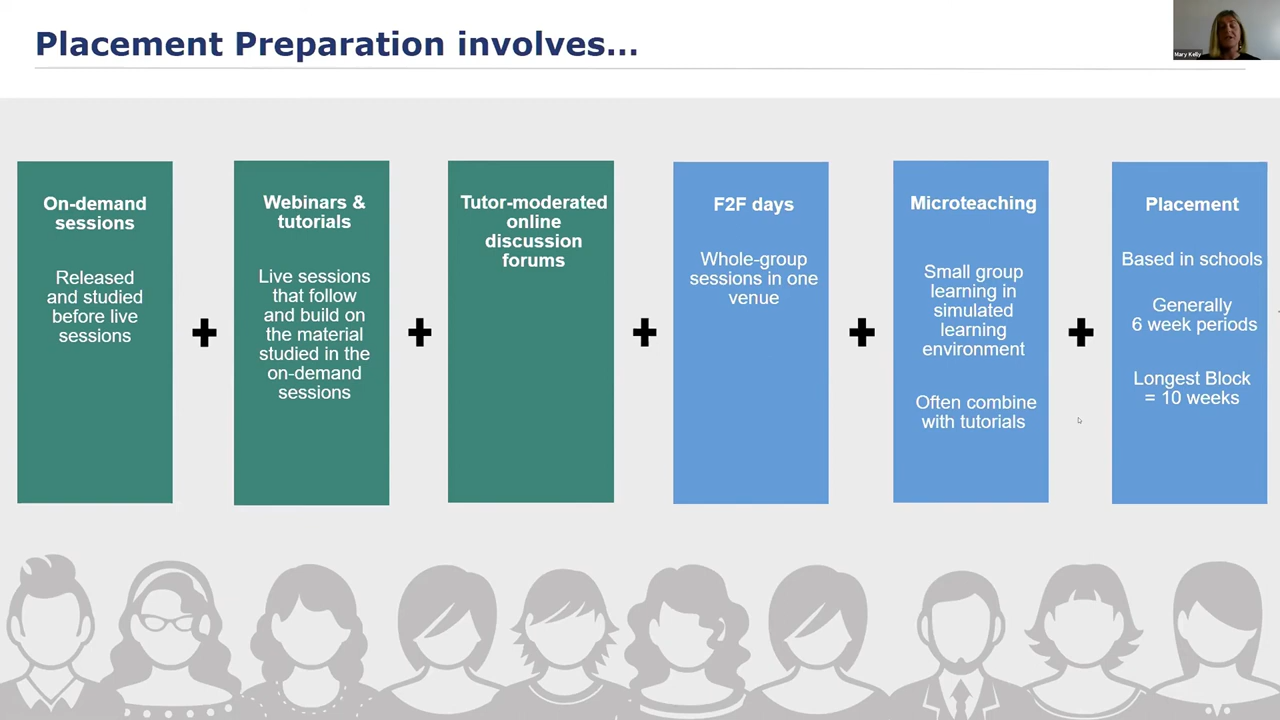 Placement Preparation involves...
Mary Kelly
On-demand
sessions
Released
and studied
before live
sessions
+
Webinars &
tutorials
Live sessions
that follow
and build on
the material
studied in the
on-demand
sessions
+
Tutor-moderated
online
discussion
forums
+
F2F days
Whole-group
sessions in one
venue
+
Microteaching
Small group
learning in
simulated
learning
environment
Often combine
with tutorials
+
Placement
Based in schools
Generally
6 week periods
Longest Block
= 10 weeks